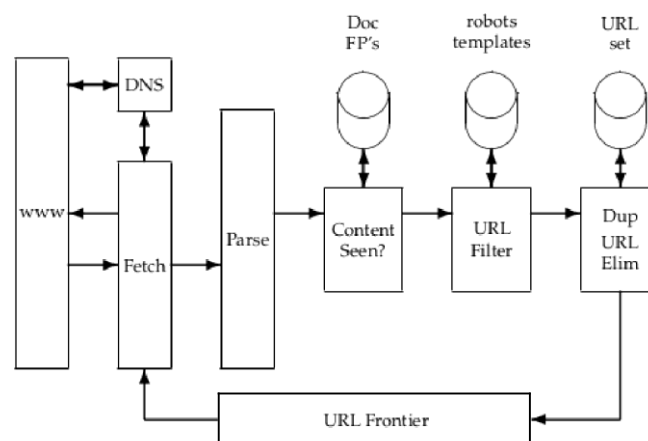 Doc
FP's
robots
templates
URL
set
DNS
www
Fetch
Parse
Content
Seen?
URL
Filter
Dup
URL
Elim
URL Frontier